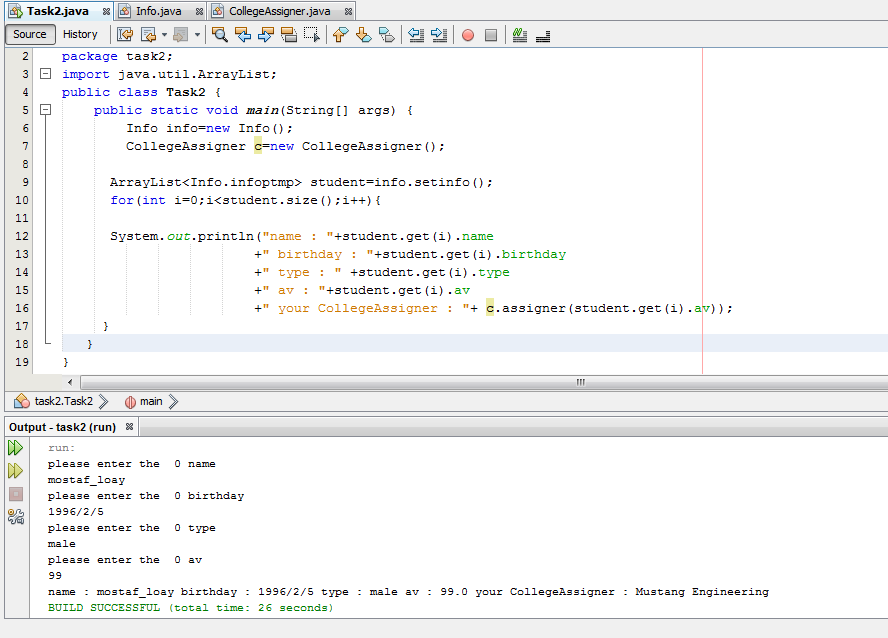 Task2.java Info.java CollegeAssigner.java
Source History
2 package task2;
3 import java.util.ArrayList;
4 public class Task2 {
5 public static void main(String[] args) {
6 Info info=new Info();
7 CollegeAssigner c=new CollegeAssigner();
8
9 ArrayList<Info.infoptmp> student=info.setinfo();
10 for(int i=0;i<student.size();i++){
11
12 System.out.println("name : "+student.get(i).name
13 +" birthday : "+student.get(i).birthday
14 +" type : " +student.get(i).type
15 +" av : "+student.get(i).av
16 +" your CollegeAssigner : "+ c.assigner(student.get(i).av));
17 }
18 }
19 }
task2.Task2 main
Output - task2 (run)
run:
please enter the  0 name
mostaf_loay
please enter the  0 birthday
1996/2/5
please enter the  0 type
male
please enter the  0 av
99
name : mostaf_loay birthday : 1996/2/5 type : male av : 99.0 your CollegeAssigner : Mustang Engineering
BUILD SUCCESSFUL (total time: 26 seconds)